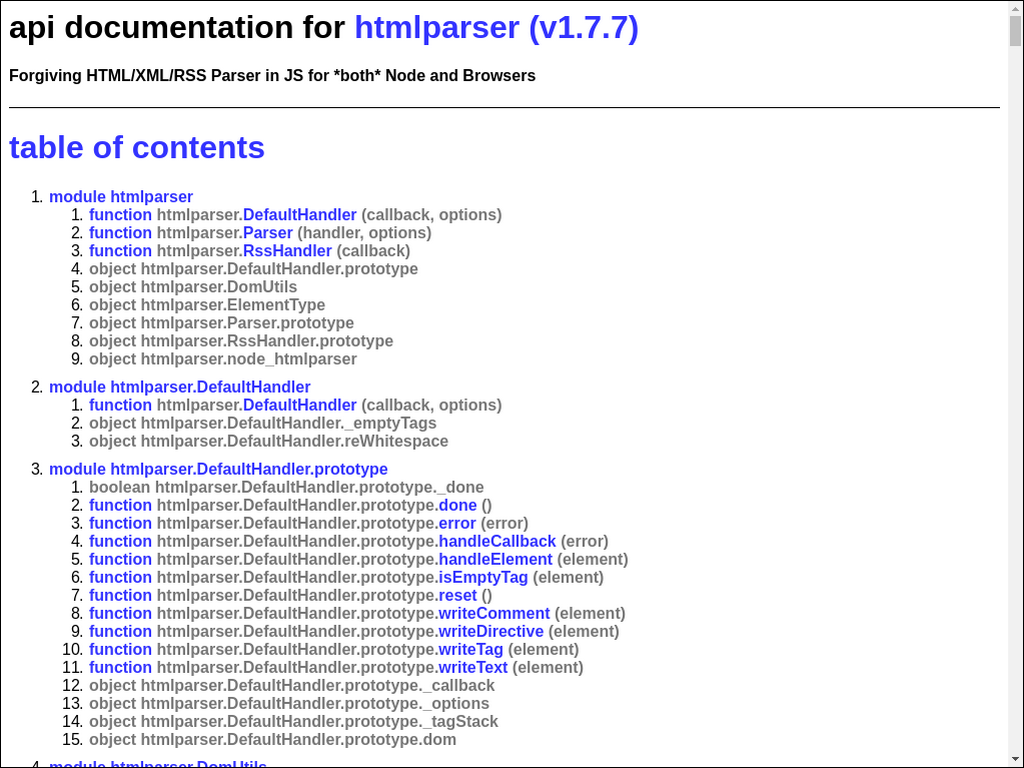 api documentation for htmlparser (v1.7.7)
Forgiving HTML/XML/RSS Parser in JS for *both* Node and Browsers
table of contents
1. module htmlparser
1. function htmlparser.DefaultHandler (callback, options)
2. function htmlparser.Parser (handler, options)
3. function htmlparser.RssHandler (callback)
4. object htmlparser.DefaultHandler.prototype
5. object htmlparser.DomUtils
6. object htmlparser.ElementType
7. object htmlparser.Parser.prototype
8. object htmlparser.RssHandler.prototype
9. object htmlparser.node_htmlparser
2. module htmlparser.DefaultHandler
1. function htmlparser.DefaultHandler (callback, options)
2. object htmlparser.DefaultHandler._emptyTags
3. object htmlparser.DefaultHandler.reWhitespace
3. module htmlparser.DefaultHandler.prototype
1. boolean htmlparser.DefaultHandler.prototype._done
2. function htmlparser.DefaultHandler.prototype.done ()
3. function htmlparser.DefaultHandler.prototype.error (error)
4. function htmlparser.DefaultHandler.prototype.handleCallback (error)
5. function htmlparser.DefaultHandler.prototype.handleElement (element)
6. function htmlparser.DefaultHandler.prototype.isEmptyTag (element)
7. function htmlparser.DefaultHandler.prototype.reset ()
8. function htmlparser.DefaultHandler.prototype.writeComment (element)
9. function htmlparser.DefaultHandler.prototype.writeDirective (element)
10. function htmlparser.DefaultHandler.prototype.writeTag (element)
11. function htmlparser.DefaultHandler.prototype.writeText (element)
12. object htmlparser.DefaultHandler.prototype._callback
13. object htmlparser.DefaultHandler.prototype._options
14. object htmlparser.DefaultHandler.prototype._tagStack
15. object htmlparser.DefaultHandler.prototype.dom
4. module htmlparser.DomUtils